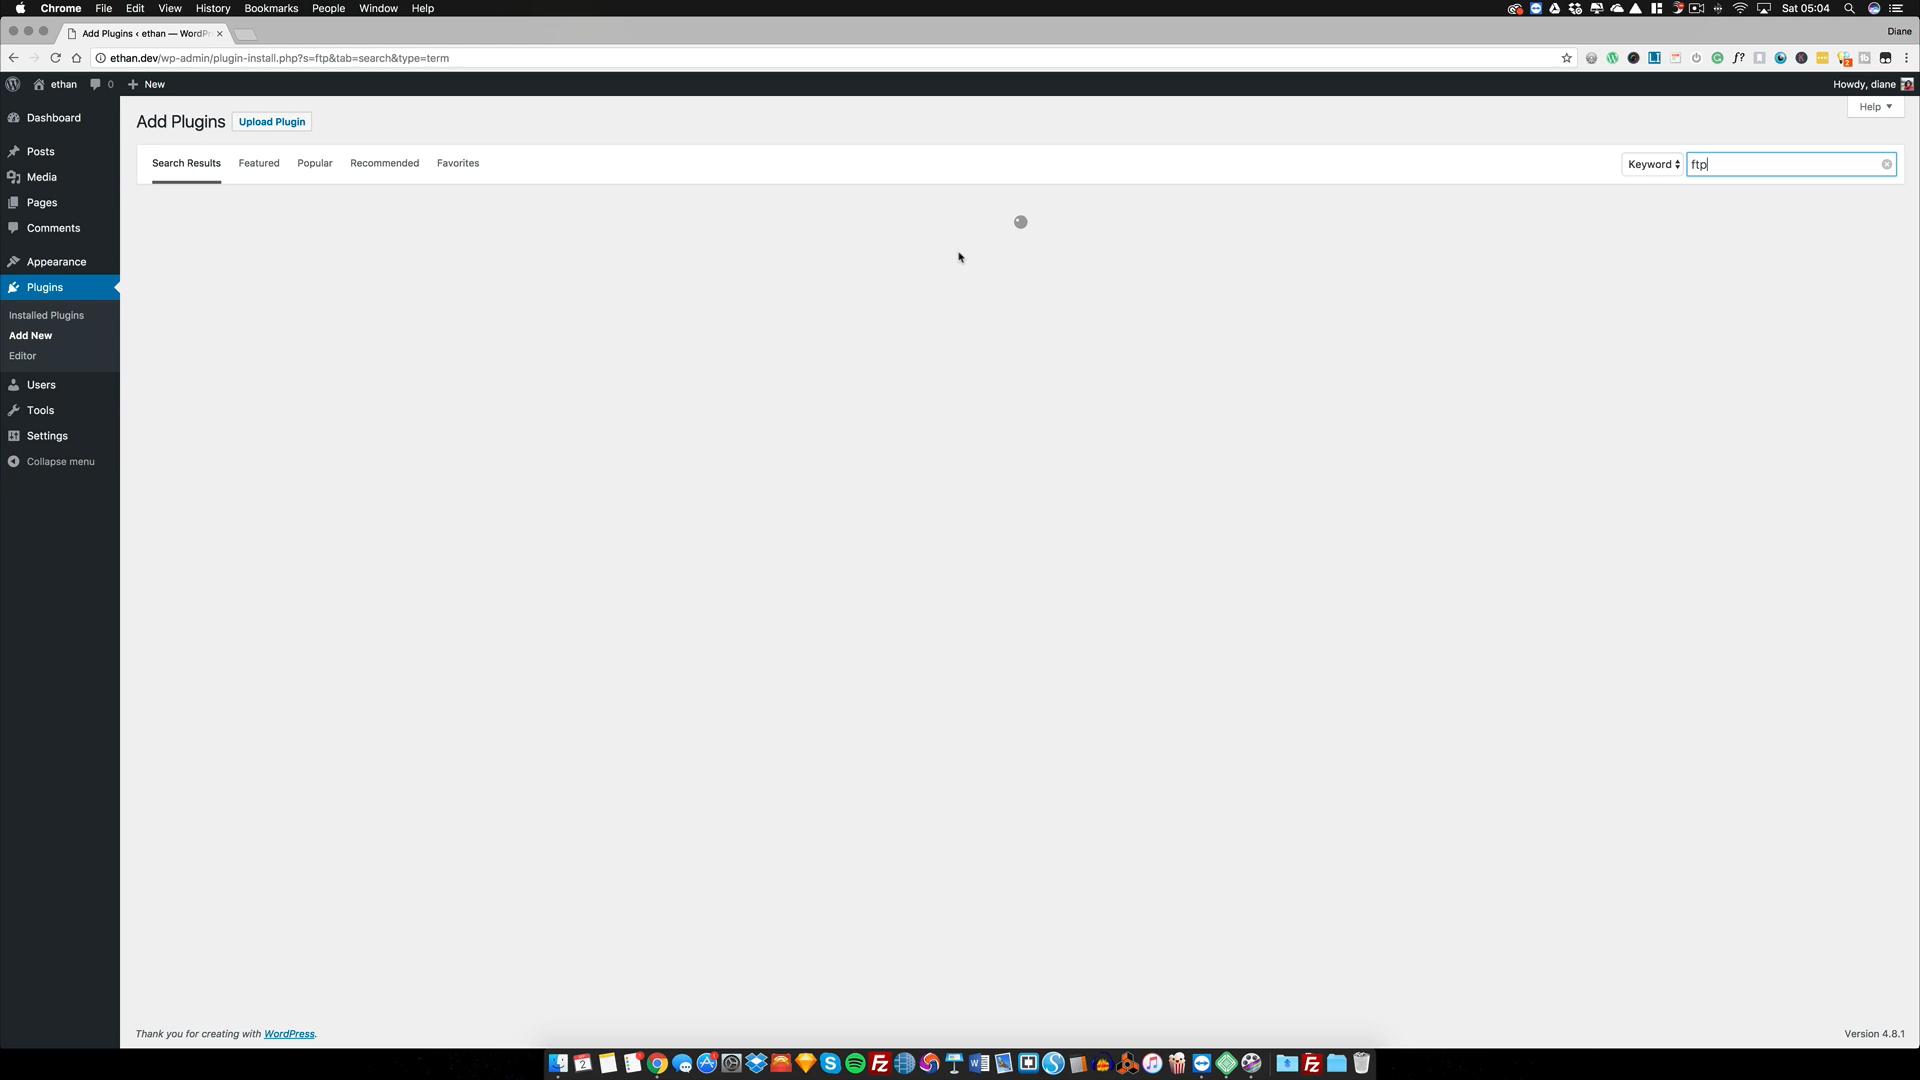 Chrome File Edit View History Bookmarks People Window Help
Sat 05:04
Add Plugins ‹ ethan — WordPr
Diane
ethan.dev/wp-admin/plugin-install.php?s=ftp&tab=search&type=term
ethan 0 New
Howdy, diane
Dashboard
Posts
Media
Pages
Comments
Appearance
Plugins
Installed Plugins
Add New
Editor
Users
Tools
Settings
Collapse menu
Add Plugins Upload Plugin
Help
Search Results Featured Popular Recommended Favorites
Keyword ftp
Thank you for creating with WordPress.
Version 4.8.1